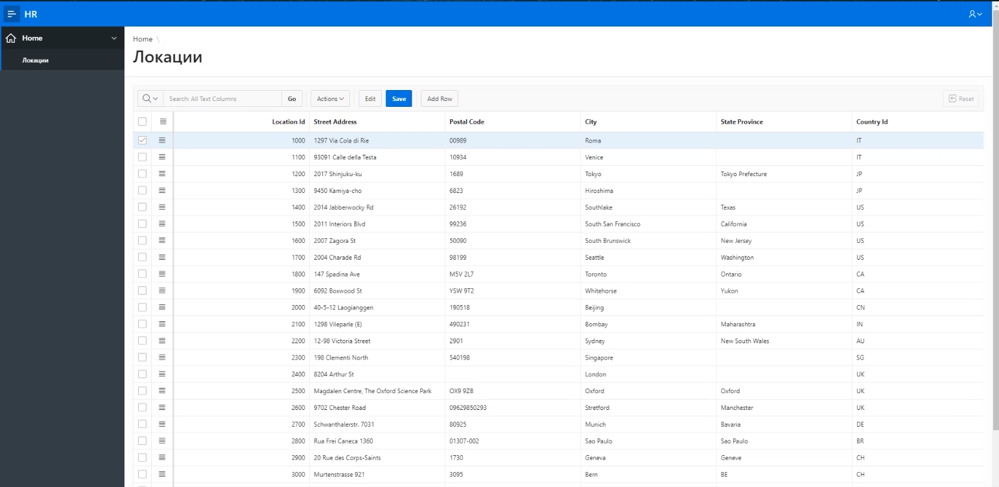 HR
Home
Локации
Home \
Локации
Search: All Text Columns Go Actions Edit Save Add Row Reset
Location Id Street Address Postal Code City State Province Country Id
1000 1297 Via Cola di Rie 00989 Roma IT
1100 93091 Calle della Testa 10934 Venice IT
1200 2017 Shinjuku-ku 1689 Tokyo Tokyo Prefecture JP
1300 9450 Kamiya-cho 6823 Hiroshima JP
1400 2014 Jabberwocky Rd 26192 Southlake Texas US
1500 2011 Interiors Blvd 99236 South San Francisco California US
1600 2007 Zagora St 50090 South Brunswick New Jersey US
1700 2004 Charade Rd 98199 Seattle Washington US
1800 147 Spadina Ave M5V 2L7 Toronto Ontario CA
1900 6092 Boxwood St YSW 9T2 Whitehorse Yukon CA
2000 40-5-12 Laogianggen 190518 Beijing CN
2100 1298 Vileparle (E) 490231 Bombay Maharashtra IN
2200 12-98 Victoria Street 2901 Sydney New South Wales AU
2300 198 Clementi North 540198 Singapore SG
2400 8204 Arthur St London UK
2500 Magdalen Centre, The Oxford Science Park OX9 9ZB Oxford Oxford UK
2600 9702 Chester Road 09629850293 Stretford Manchester UK
2700 Schwanthalerstr. 7031 80925 Munich Bavaria DE
2800 Rua Frei Caneca 1360 01307-002 Sao Paulo Sao Paulo BR
2900 20 Rue des Corps-Saints 1730 Geneva Geneve CH
3000 Murtenstrasse 921 3095 Bern BE CH